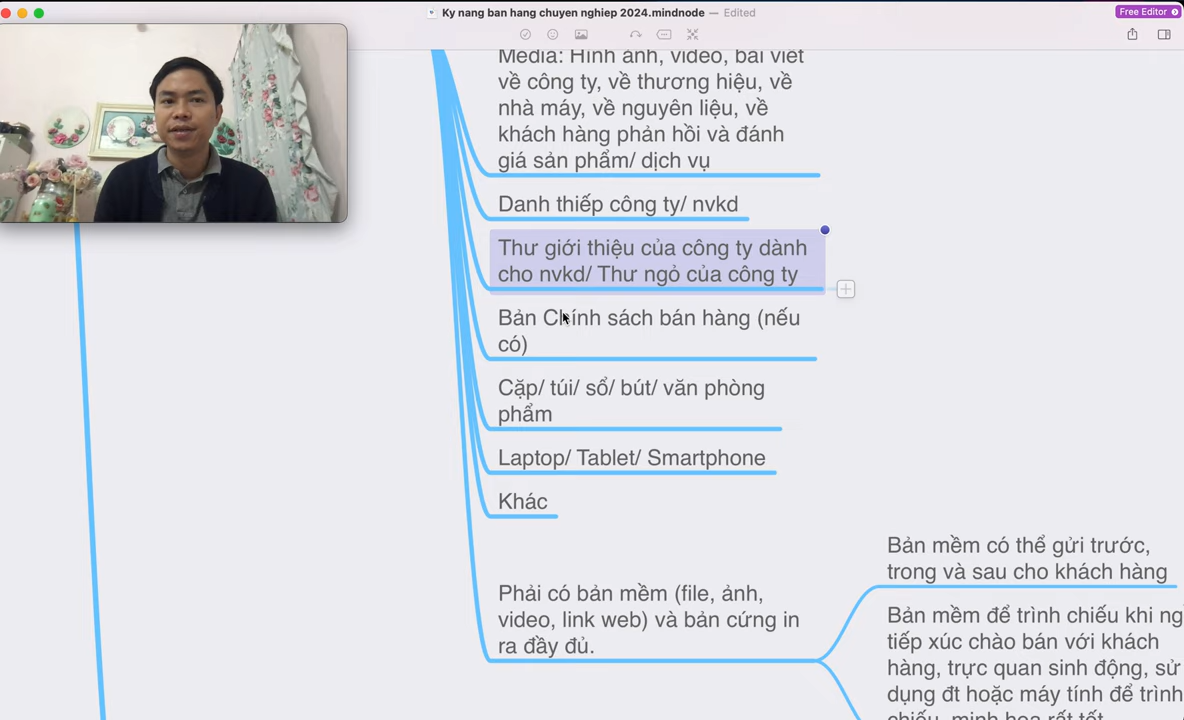 Ky nang ban hang chuyen nghiep 2024.mindnode — Edited
Free Editor
Media: Hình ảnh, video, bài viết
về công ty, về thương hiệu, về
nhà máy, về nguyên liệu, về
khách hàng phản hồi và đánh
giá sản phẩm/ dịch vụ
Danh thiếp công ty/ nvkd
Thư giới thiệu của công ty dành
cho nvkd/ Thư ngỏ của công ty
Bản Chính sách bán hàng (nếu
có)
Cặp/ túi/ sổ/ bút/ văn phòng
phẩm
Laptop/ Tablet/ Smartphone
Khác
Phải có bản mềm (file, ảnh,
video, link web) và bản cứng in
ra đầy đủ.
Bản mềm có thể gửi trước,
trong và sau cho khách hàng
Bản mềm để trình chiếu khi ng
tiếp xúc chào bán với khách
hàng, trực quan sinh động, sử
dụng đt hoặc máy tính để trình
chiếu, minh họa rất tốt